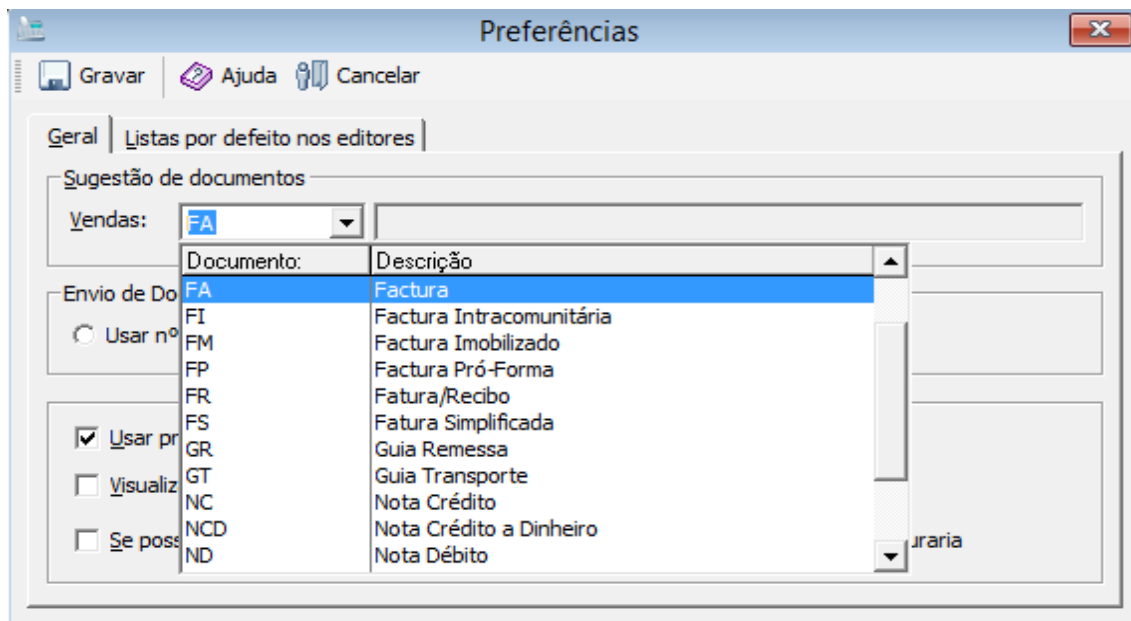 Preferências
Gravar Ajuda Cancelar
Geral Listas por defeito nos editores
Sugestão de documentos
Vendas: FA
Documento: Descrição
FA Factura
FI Factura Intracomunitária
FM Factura Imobilizado
FP Factura Pró-Forma
FR Fatura/Recibo
FS Fatura Simplificada
GR Guia Remessa
GT Guia Transporte
NC Nota Crédito
NCD Nota Crédito a Dinheiro
ND Nota Débito
Envio de Do
Usar nº
Usar pr
Visualiz
Se poss uraria